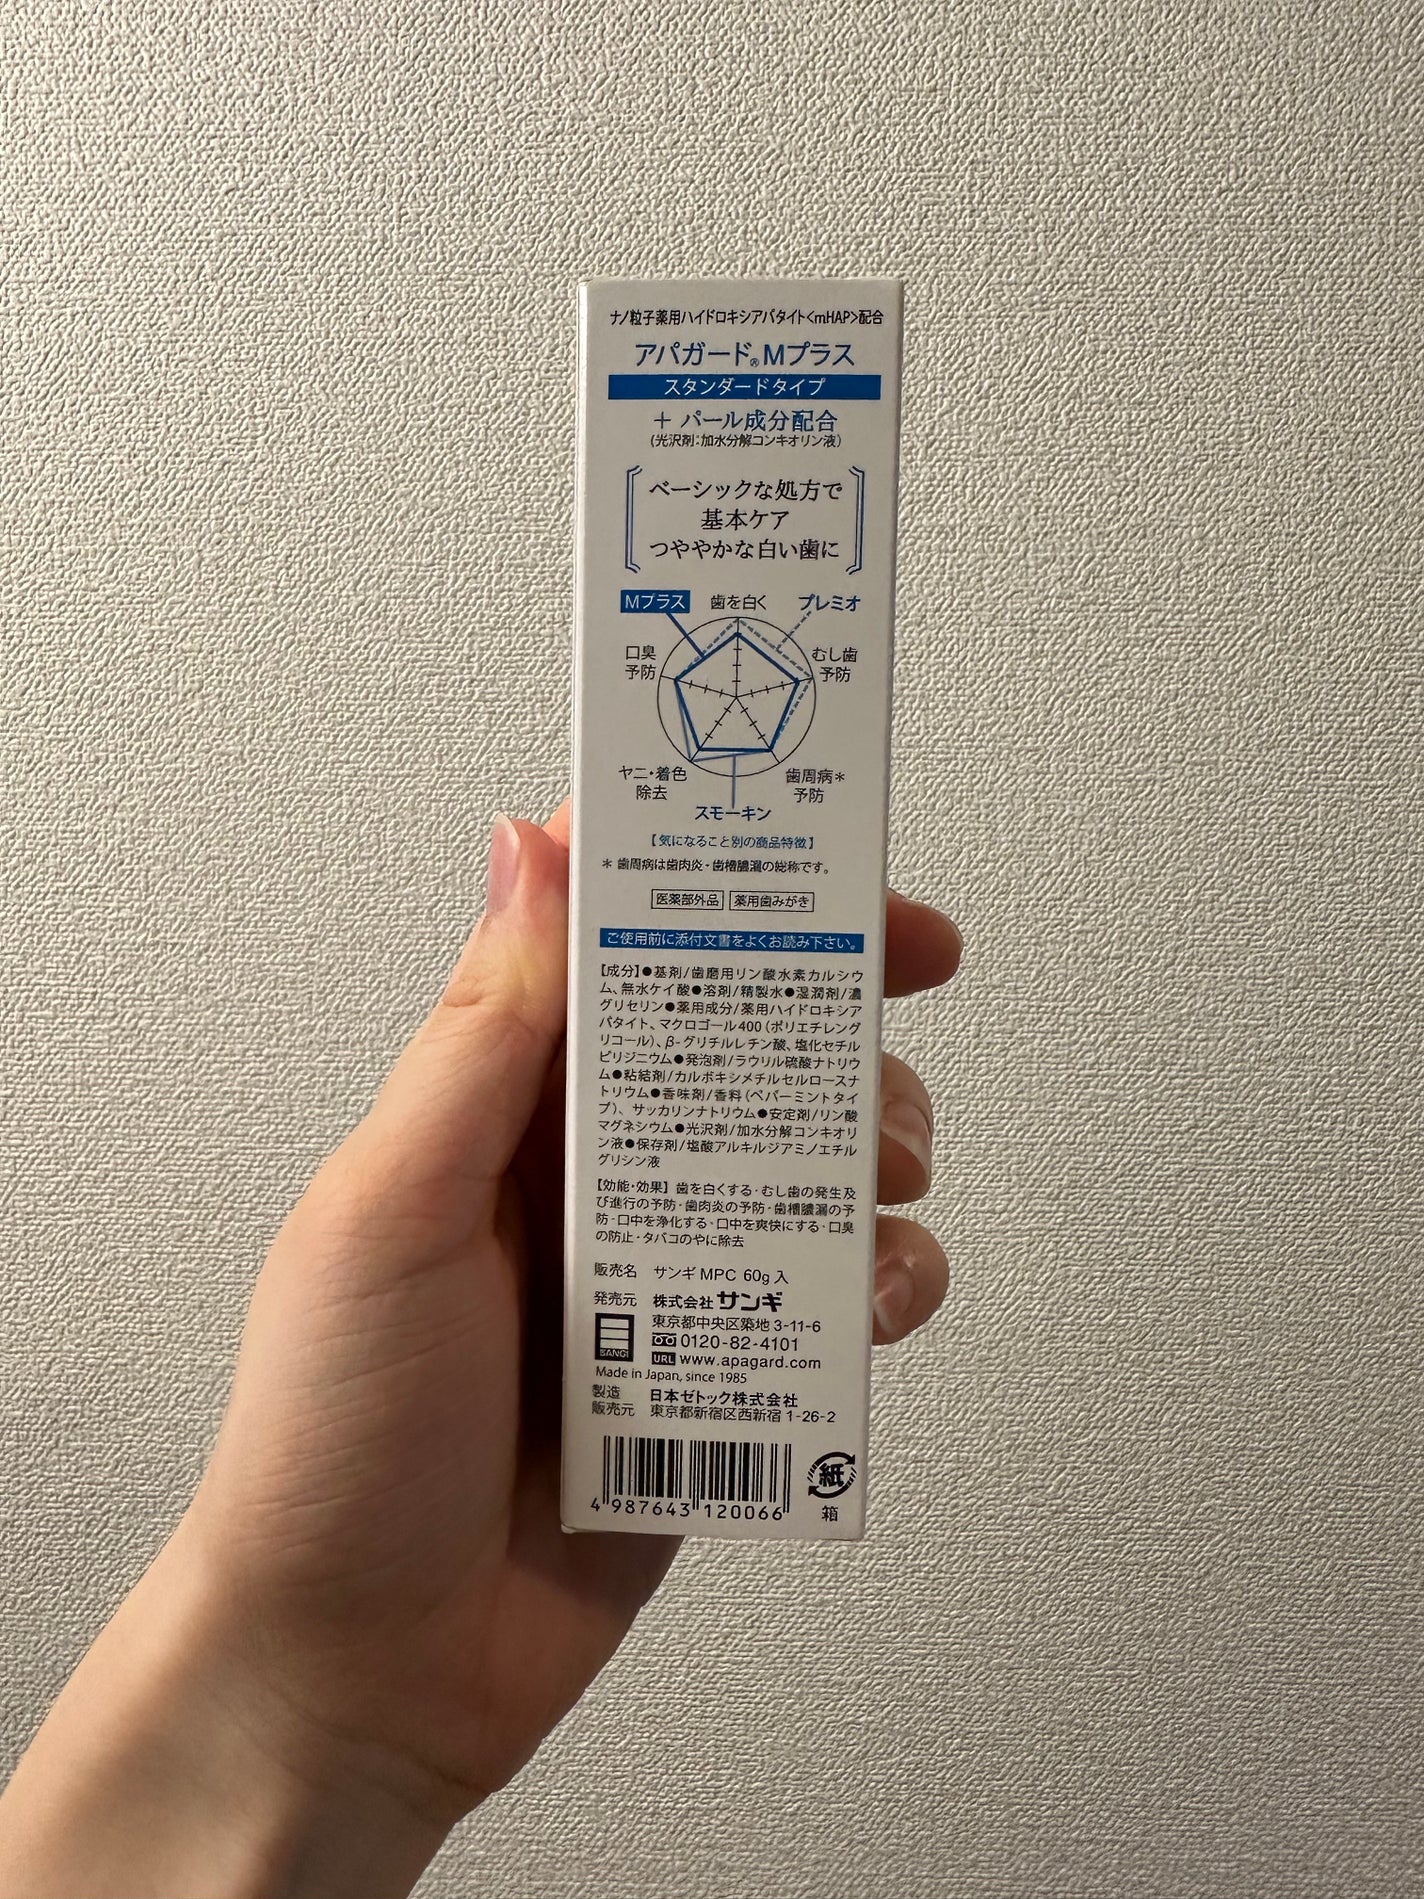 ナノ粒子薬用ハイドロキシアパタイト<mHAP>配合
アパガード®Mプラス
スタンダードタイプ
+ パール成分配合
(光沢剤:加水分解コンキオリン液)
ベーシックな処方で
基本ケア
つややかな白い歯に
Mプラス 歯を白く プレミオ
口臭
予防
むし歯
予防
ヤニ・着色
除去
歯周病*
予防
スモーキン
【気になること別の商品特徴】
* 歯周病は歯肉炎・歯槽膿漏の総称です。
医薬部外品 薬用歯みがき
ご使用前に添付文書をよくお読み下さい。
【成分】●基剤/歯磨用リン酸水素カルシウ
ム、無水ケイ酸●溶剤/精製水●湿潤剤/濃
グリセリン●薬用成分/薬用ハイドロキシア
パタイト、マクロゴール400(ポリエチレング
リコール)、β-グリチルレチン酸、塩化セチル
ピリジニウム●発泡剤/ラウリル硫酸ナトリウ
ム●粘結剤/カルボキシメチルセルロースナ
トリウム●香味剤/香料(ペパーミントタイ
プ)、サッカリンナトリウム●安定剤/リン酸
マグネシウム●光沢剤/加水分解コンキオリ
ン液●保存剤/塩酸アルキルジアミノエチル
グリシン液
【効能・効果】歯を白くする・むし歯の発生及
び進行の予防・歯肉炎の予防・歯槽膿漏の予
防・口中を浄化する・口中を爽快にする・口臭
の防止・タバコのやに除去
販売名 サンギMPC 60g入
発売元 株式会社サンギ
東京都中央区築地 3-11-6
0120-82-4101
SANGI
URL www.apagard.com
Made in Japan, since 1985
製造
販売元
日本ゼトック株式会社
東京都新宿区西新宿 1-26-2
4 987643 120066
紙
箱